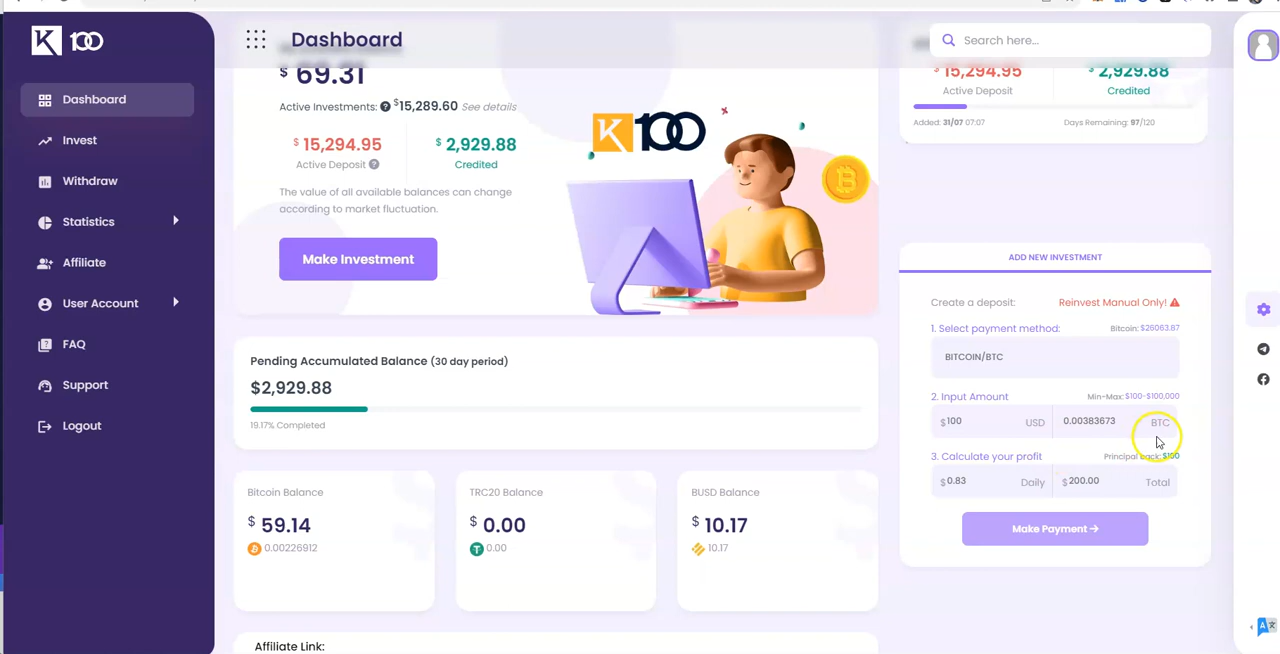 K100
Dashboard
Invest
Withdraw
Statistics
Affiliate
User Account
FAQ
Support
Logout
Dashboard
Search here...
$ 69.31
Active Investments: $15,289.60 See details
$ 15,294.95
Active Deposit
$ 2,929.88
Credited
The value of all available balances can change
according to market fluctuation.
Make Investment
K100
$ 15,294.95
Active Deposit
$ 2,929.88
Credited
Added: 31/07 07:07
Days Remaining: 97/120
Pending Accumulated Balance (30 day period)
$2,929.88
19.17% Completed
Bitcoin Balance
$ 59.14
0.00226912
TRC20 Balance
$ 0.00
0.00
BUSD Balance
$ 10.17
10.17
Affiliate Link:
ADD NEW INVESTMENT
Create a deposit:
Reinvest Manual Only!
1. Select payment method:
Bitcoin: $26063.87
BITCOIN/BTC
2. Input Amount
Min-Max: $100-$100,000
$100 USD
0.00383673 BTC
3. Calculate your profit
Principal back: $100
$ 0.83 Daily
$ 200.00 Total
Make Payment →